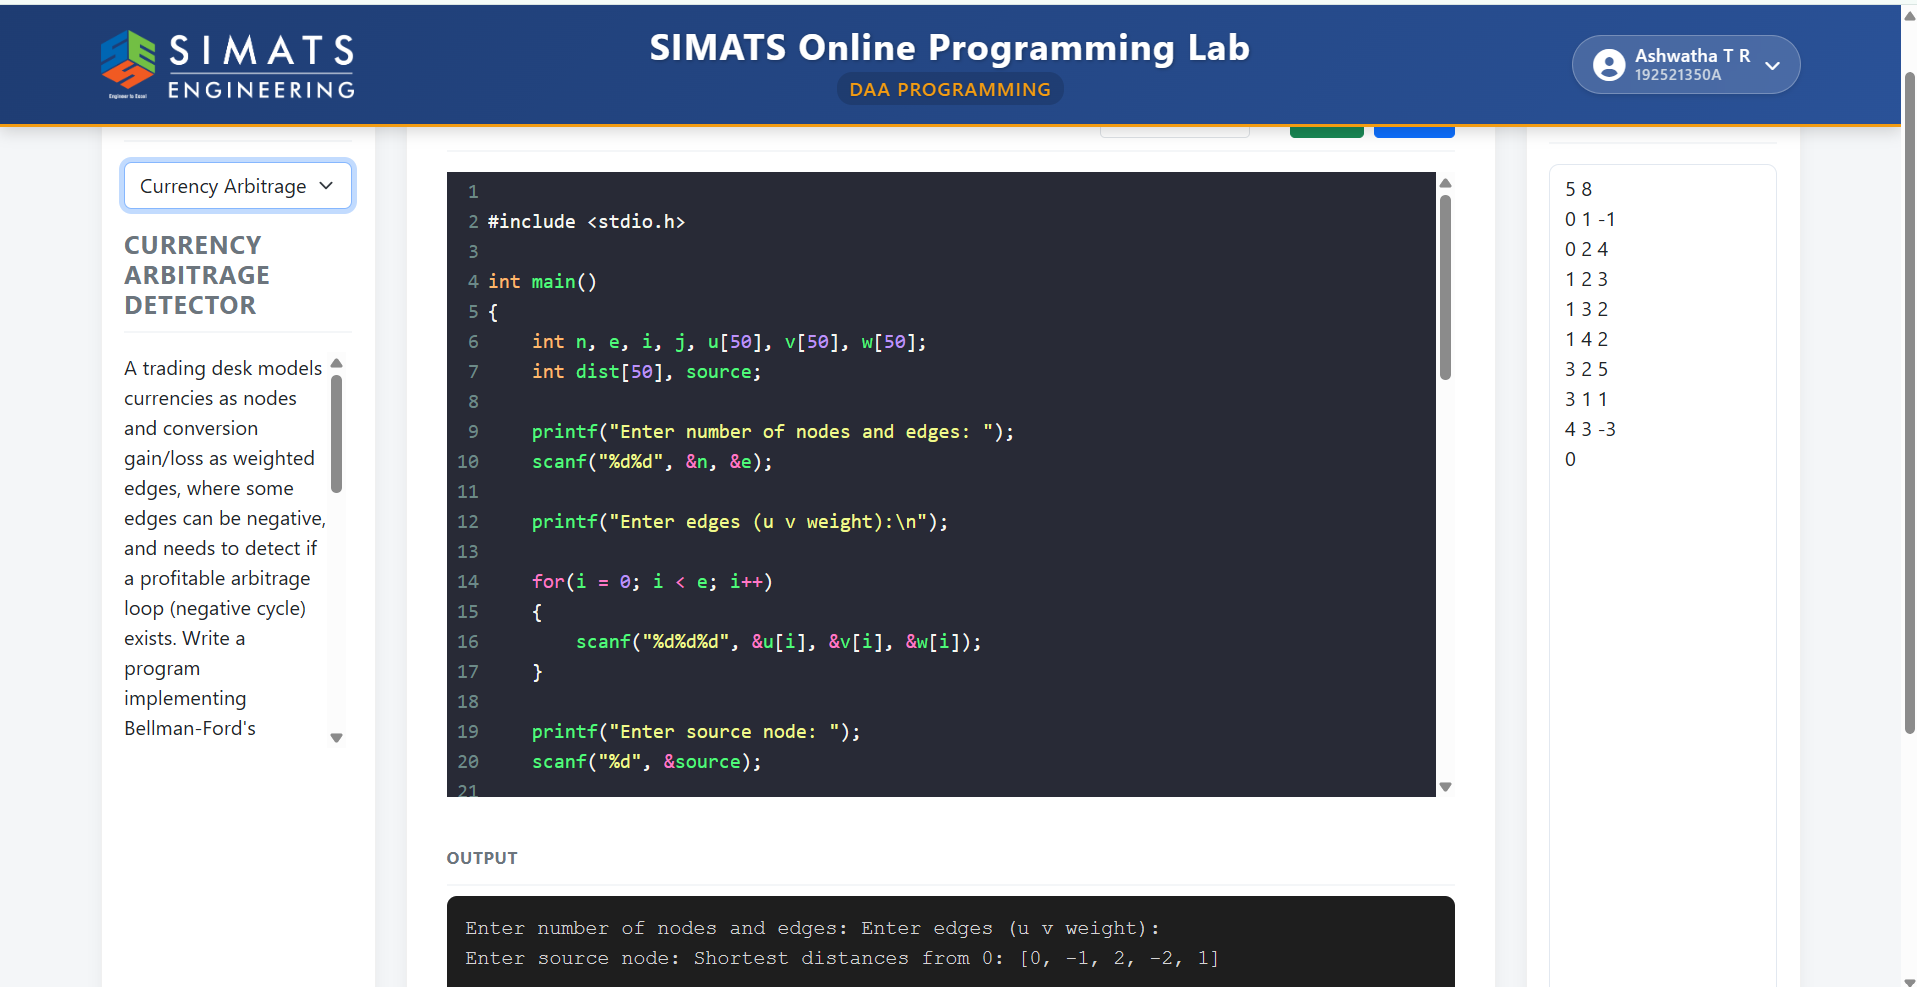 SIMATS
ENGINEERING
Engineer to Excel
SIMATS Online Programming Lab
DAA PROGRAMMING
Ashwatha T R
192521350A
Currency Arbitrage
CURRENCY
ARBITRAGE
DETECTOR
A trading desk models
currencies as nodes
and conversion
gain/loss as weighted
edges, where some
edges can be negative,
and needs to detect if
a profitable arbitrage
loop (negative cycle)
exists. Write a
program
implementing
Bellman-Ford's
1
2 #include <stdio.h>
3
4 int main()
5 {
6     int n, e, i, j, u[50], v[50], w[50];
7     int dist[50], source;
8
9     printf("Enter number of nodes and edges: ");
10     scanf("%d%d", &n, &e);
11
12     printf("Enter edges (u v weight):\n");
13
14     for(i = 0; i < e; i++)
15     {
16         scanf("%d%d%d", &u[i], &v[i], &w[i]);
17     }
18
19     printf("Enter source node: ");
20     scanf("%d", &source);
21
OUTPUT
Enter number of nodes and edges: Enter edges (u v weight):
Enter source node: Shortest distances from 0: [0, -1, 2, -2, 1]
5 8
0 1 -1
0 2 4
1 2 3
1 3 2
1 4 2
3 2 5
3 1 1
4 3 -3
0